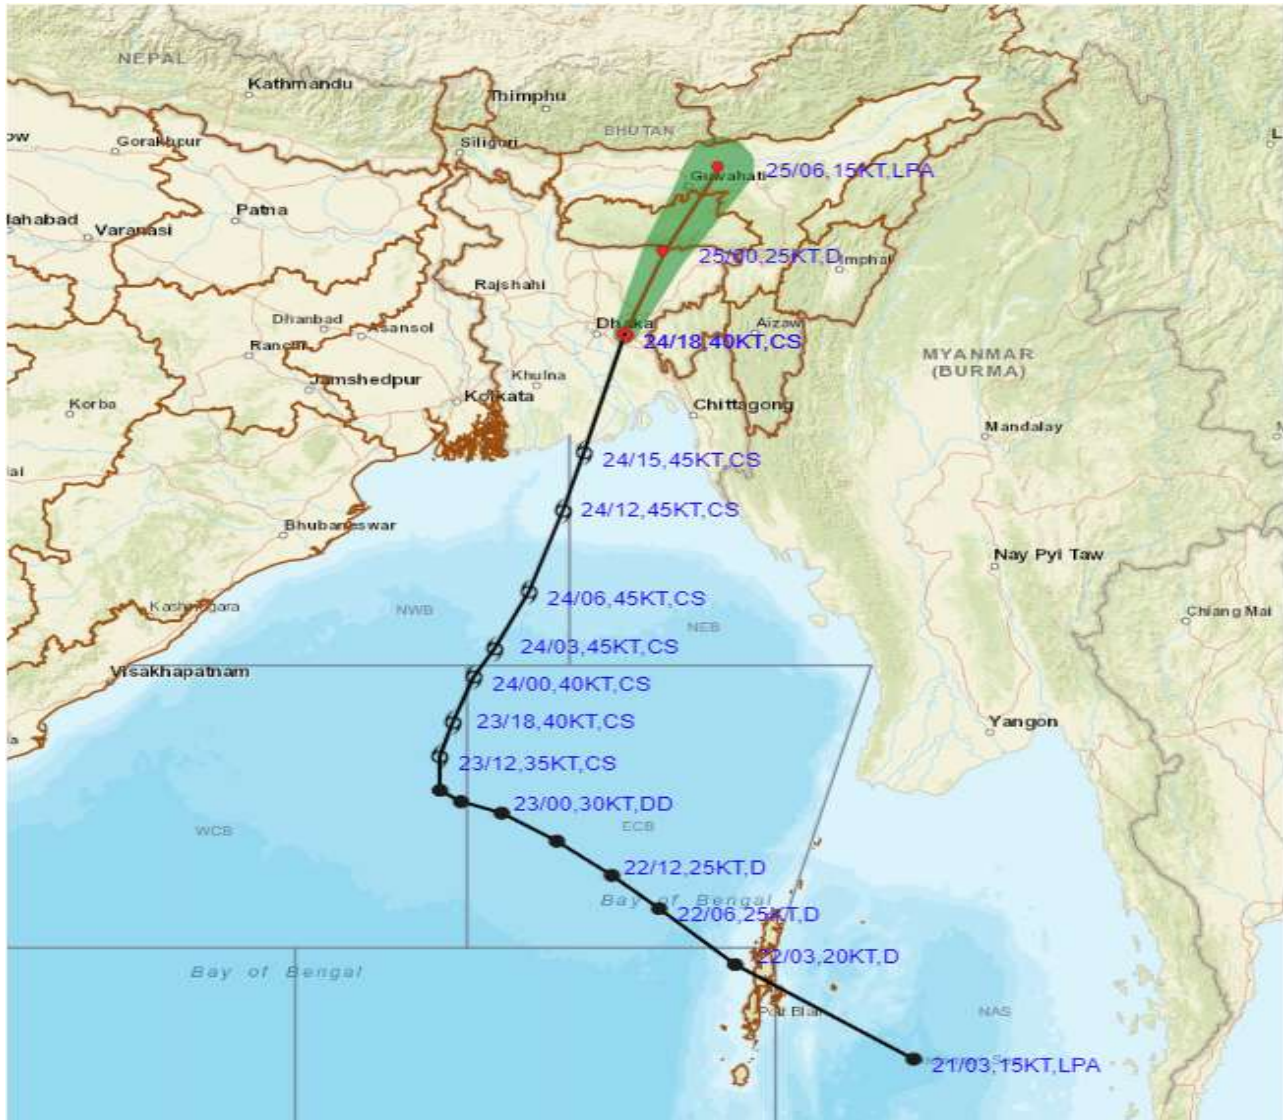 NEPAL
Kathmandu
Thimphu
BHUTAN
Gorakhpur
Siliguri
25/06,15KT,LPA
Guwahati
Patna
Varanasi
25/00,25KT,D
Imphal
Rajshahi
Dhanbad
Asansol
Dhaka
Aizawl
24/18,40KT,CS
Ranchi
MYANMAR
(BURMA)
Jamshedpur
Khulna
Kolkata
Korba
Chittagong
Mandalay
24/15,45KT,CS
24/12,45KT,CS
Bhubaneswar
Nay Pyi Taw
24/06,45KT,CS
NWB
NEB
Chiang Mai
24/03,45KT,CS
Visakhapatnam
24/00,40KT,CS
23/18,40KT,CS
Yangon
23/12,35KT,CS
23/00,30KT,DD
WCB
ECB
22/12,25KT,D
Bay of Bengal
22/06,25KT,D
22/03,20KT,D
Bay of Bengal
Port Blair
NAS
21/03,15KT,LPA